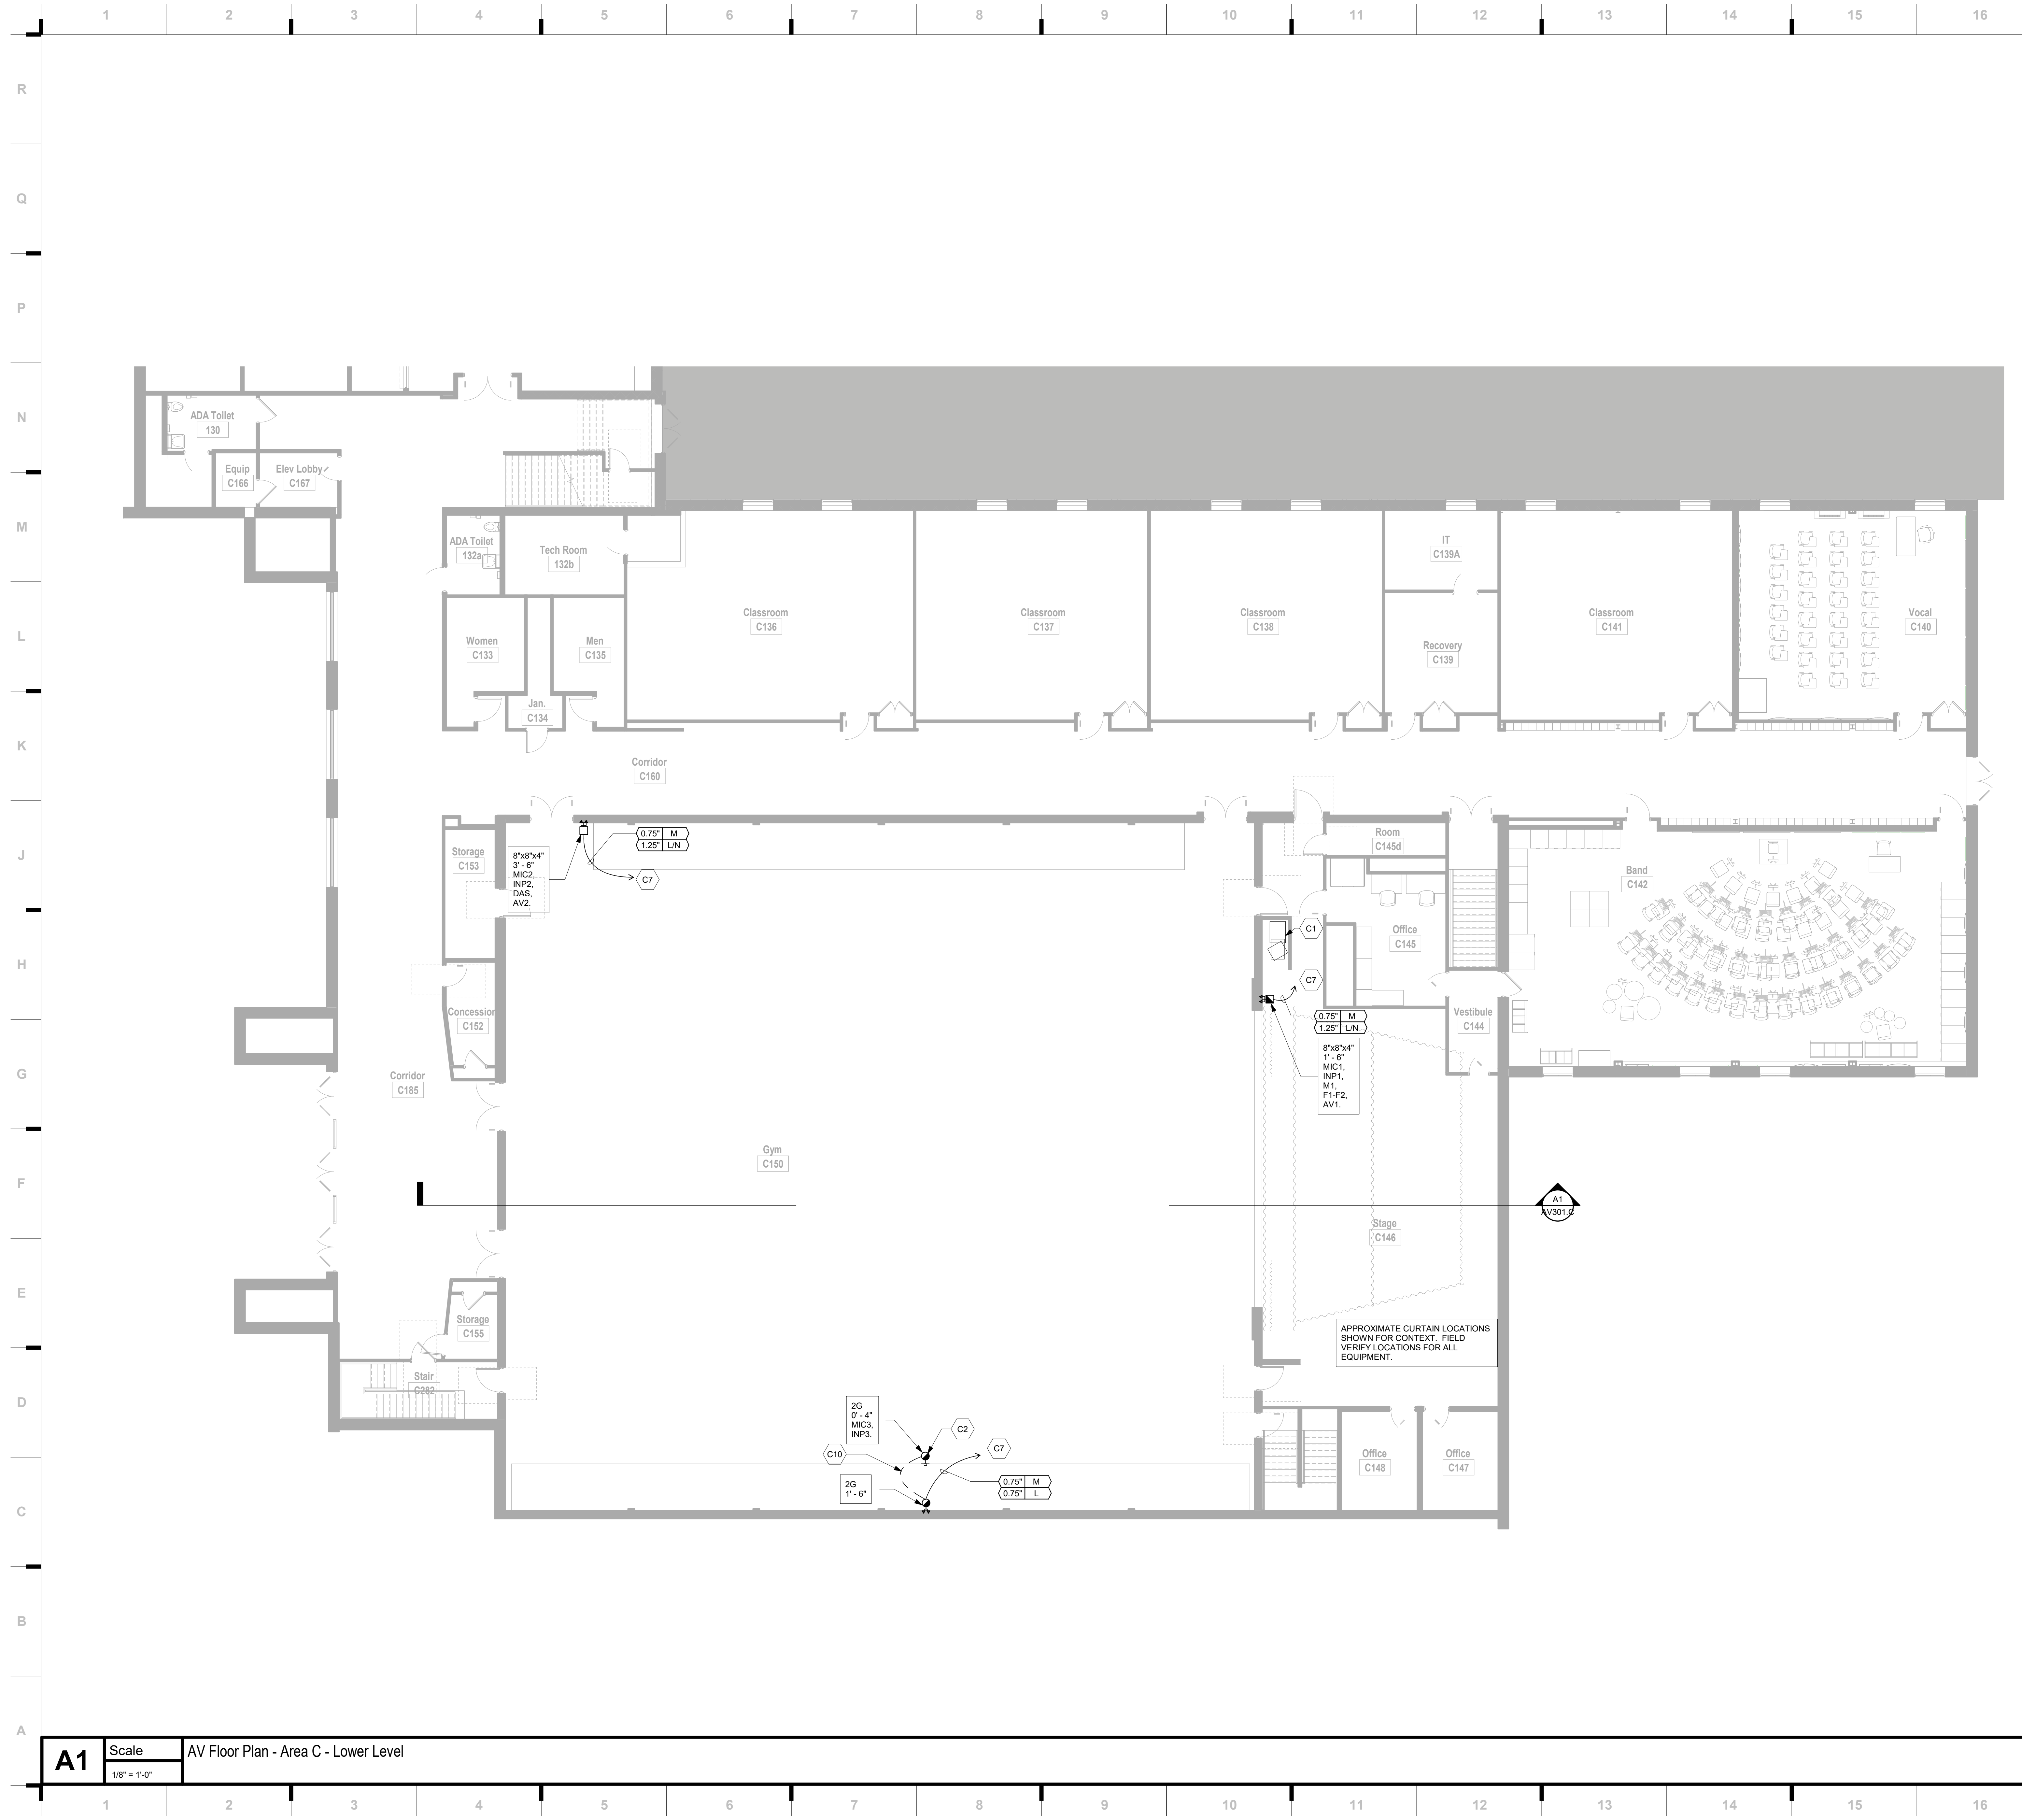 1 2 3 4 5 6 7 8 9 10 11 12 13 14 15 16
R
Q
P
N
M
L
K
J
H
G
F
E
D
C
B
A
ADA Toilet
130
Equip
C166
Elev Lobby
C167
ADA Toilet
132a
Tech Room
132b
Women
C133
Men
C135
Jan.
C134
Classroom
C136
Classroom
C137
Classroom
C138
IT
C139A
Recovery
C139
Classroom
C141
Vocal
C140
Corridor
C160
Storage
C153
8"x8"x4"
3' - 6"
MIC2,
INP2,
DAS,
AV2.
0.75" M
1.25" L/N
C7
Room
C145d
Office
C145
Band
C142
C1
C7
Concession
C152
Vestibule
C144
0.75" M
1.25" L/N
8"x8"x4"
1' - 6"
MIC1,
INP1,
M1,
F1-F2,
AV1.
Corridor
C185
Gym
C150
Stage
C146
A1
AV301.C
Storage
C155
APPROXIMATE CURTAIN LOCATIONS
SHOWN FOR CONTEXT. FIELD
VERIFY LOCATIONS FOR ALL
EQUIPMENT.
Stair
C282
2G
0' - 4"
MIC3,
INP3.
C2
C10
C7
2G
1' - 6"
0.75" M
0.75" L
Office
C148
Office
C147
A1
Scale
1/8" = 1'-0"
AV Floor Plan - Area C - Lower Level
1 2 3 4 5 6 7 8 9 10 11 12 13 14 15 16